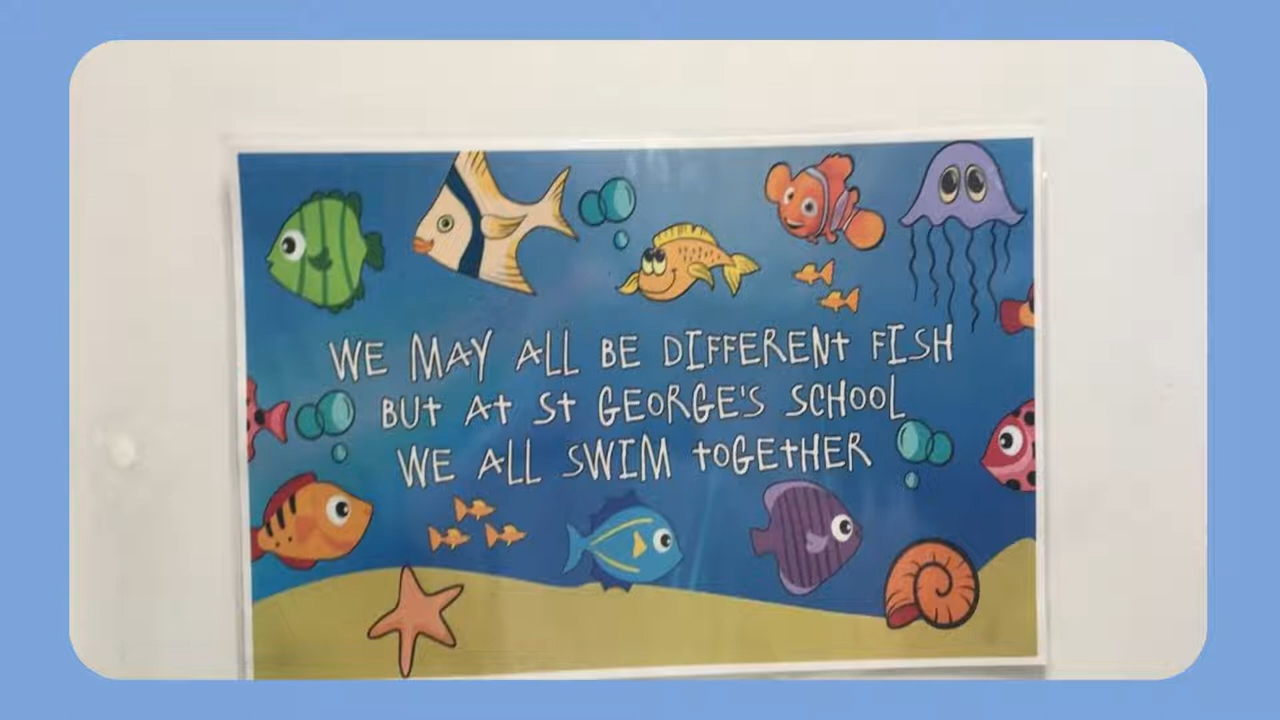 WE MAY ALL BE DIFFERENT FISH
BUT AT ST GEORGE'S SCHOOL
WE ALL SWIM TOGETHER